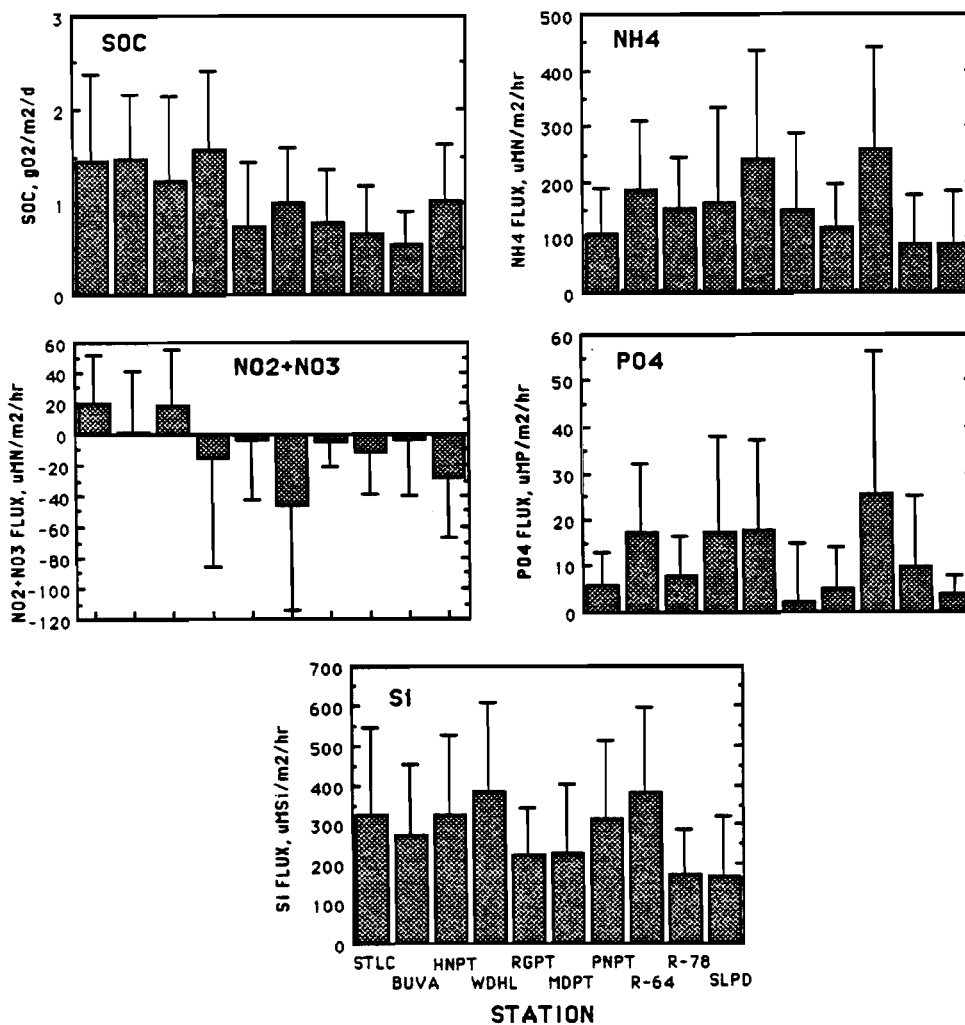 SOC
SOC, gO2/m2/d
3
2
1
0
NH4
NH4 FLUX, uMN/m2/hr
500
400
300
200
100
0
NO2+NO3
NO2+NO3 FLUX, uMN/m2/hr
60
40
20
0
-20
-40
-60
-80
-100
-120
PO4
PO4 FLUX, uMP/m2/hr
60
50
40
30
20
10
0
Si
Si FLUX, uMSi/m2/hr
700
600
500
400
300
200
100
0
STLC HNPT RGPT PNPT R-78
BUVA WDHL MDPT R-64 SLPD
STATION